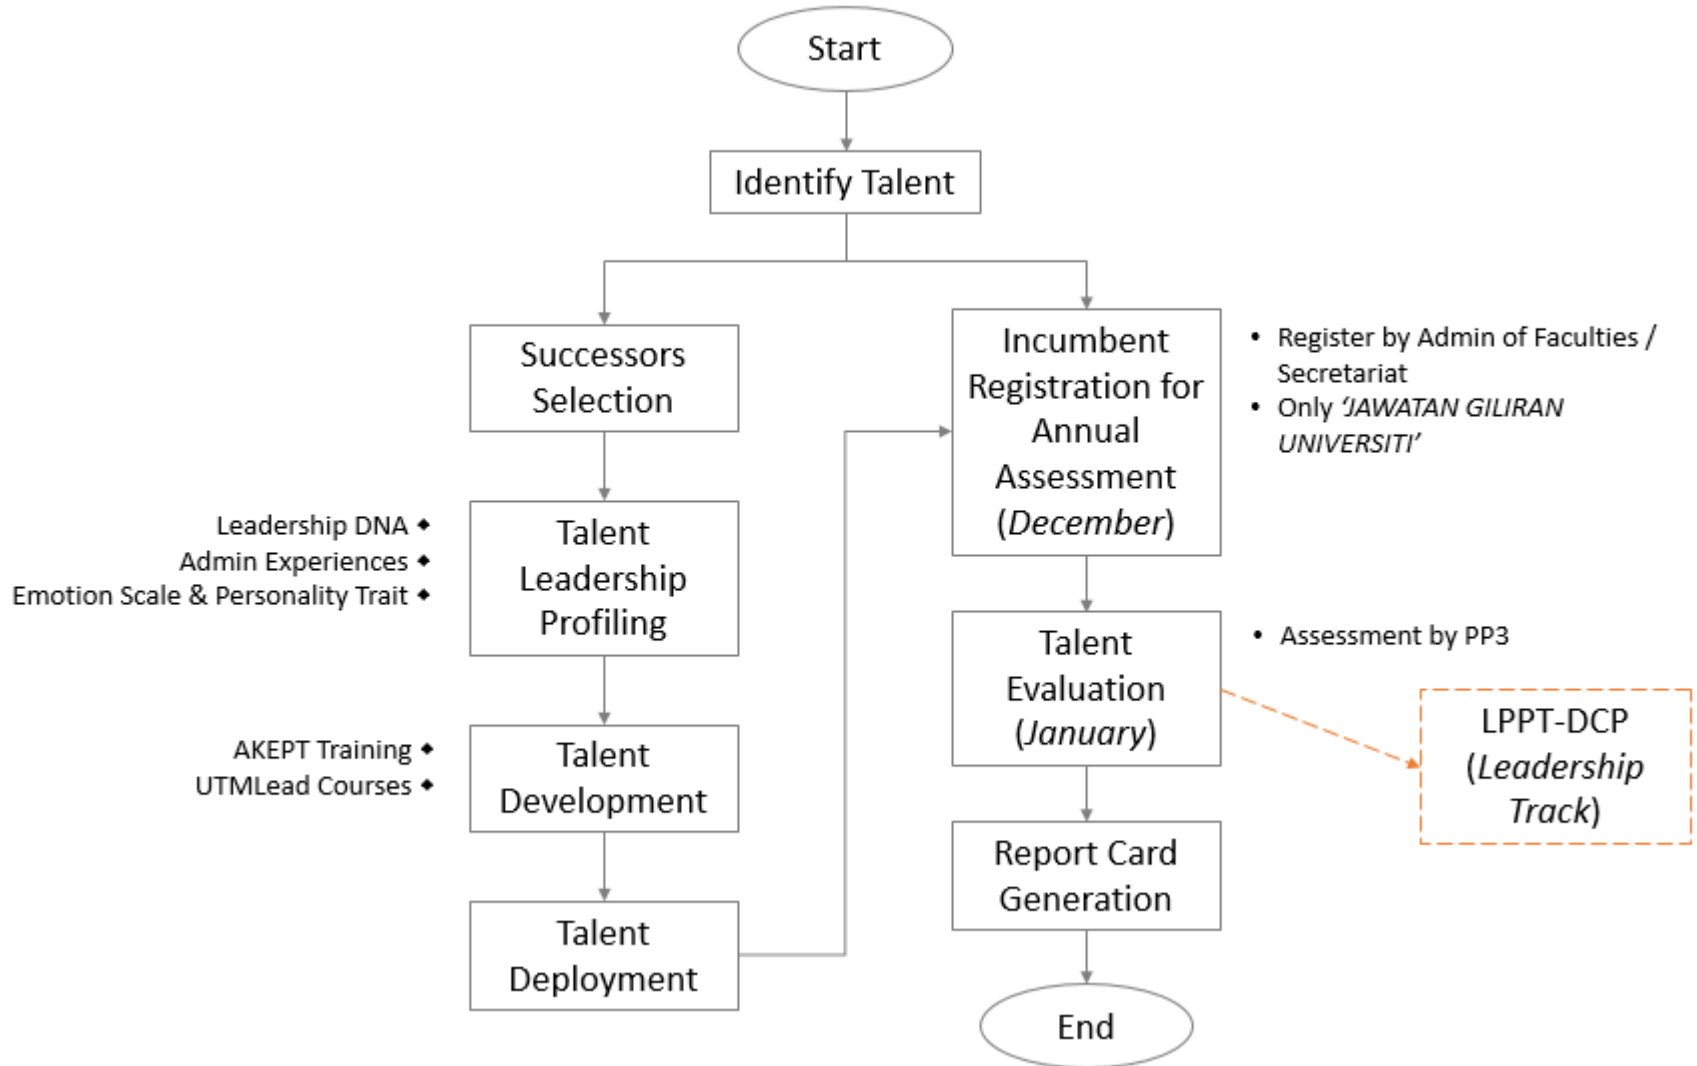 Start
Identify Talent
Successors
Selection
Leadership DNA
Admin Experiences
Emotion Scale & Personality Trait
Talent
Leadership
Profiling
AKEPT Training
UTMLead Courses
Talent
Development
Talent
Deployment
Incumbent
Registration for
Annual
Assessment
(December)
• Register by Admin of Faculties /
Secretariat
• Only ‘JAWATAN GILIRAN
UNIVERSITI’
Talent
Evaluation
(January)
• Assessment by PP3
LPPT-DCP
(Leadership
Track)
Report Card
Generation
End